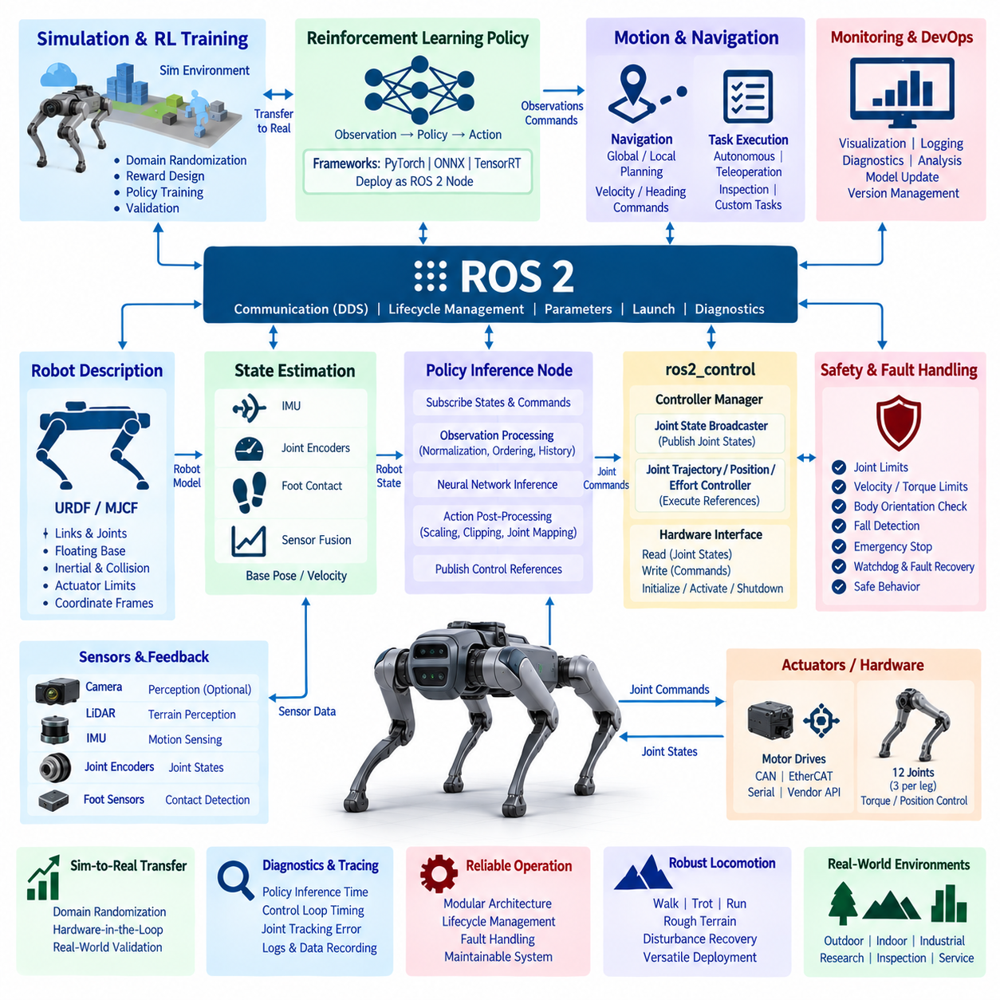 Simulation & RL Training
Sim Environment
• Domain Randomization
• Reward Design
• Policy Training
• Validation
Transfer
to Real
Reinforcement Learning Policy
Observation → Policy → Action
Frameworks: PyTorch | ONNX | TensorRT
Deploy as ROS 2 Node
Observations
Commands
Motion & Navigation
Navigation
Global / Local
Planning
Velocity / Heading
Commands
Task Execution
Autonomous |
Teleoperation
Inspection |
Custom Tasks
Monitoring & DevOps
Visualization | Logging
Diagnostics | Analysis
Model Update
Version Management
ROS 2
Communication (DDS) | Lifecycle Management | Parameters | Launch | Diagnostics
Robot Description
URDF / MJCF
• Links & Joints
• Floating Base
• Inertial & Collision
• Actuator Limits
• Coordinate Frames
Robot
Model
State Estimation
IMU
Joint Encoders
Foot Contact
Sensor Fusion
Base Pose / Velocity
Robot
State
Policy Inference Node
Subscribe States & Commands
Observation Processing
(Normalization, Ordering, History)
Neural Network Inference
Action Post-Processing
(Scaling, Clipping, Joint Mapping)
Publish Control References
Joint
Commands
ros2_control
Controller Manager
Joint State Broadcaster
(Publish Joint States)
Joint Trajectory / Position /
Effort Controller
(Execute References)
Hardware Interface
Read (Joint States)
Write (Commands)
Initialize / Activate / Shutdown
Safety & Fault Handling
Joint Limits
Velocity / Torque Limits
Body Orientation Check
Fall Detection
Emergency Stop
Watchdog & Fault Recovery
Safe Behavior
Sensors & Feedback
Camera Perception (Optional)
LiDAR Terrain Perception
IMU Motion Sensing
Joint Encoders Joint States
Foot Sensors Contact Detection
Sensor Data
Joint Commands
Joint States
Actuators / Hardware
Motor Drives
CAN | EtherCAT
Serial | Vendor API
12 Joints
(3 per leg)
Torque / Position Control
Sim-to-Real Transfer
Domain Randomization
Hardware-in-the-Loop
Real-World Validation
Diagnostics & Tracing
Policy Inference Time
Control Loop Timing
Joint Tracking Error
Logs & Data Recording
Reliable Operation
Modular Architecture
Lifecycle Management
Fault Handling
Maintainable System
Robust Locomotion
Walk | Trot | Run
Rough Terrain
Disturbance Recovery
Versatile Deployment
Real-World Environments
Outdoor | Indoor | Industrial
Research | Inspection | Service